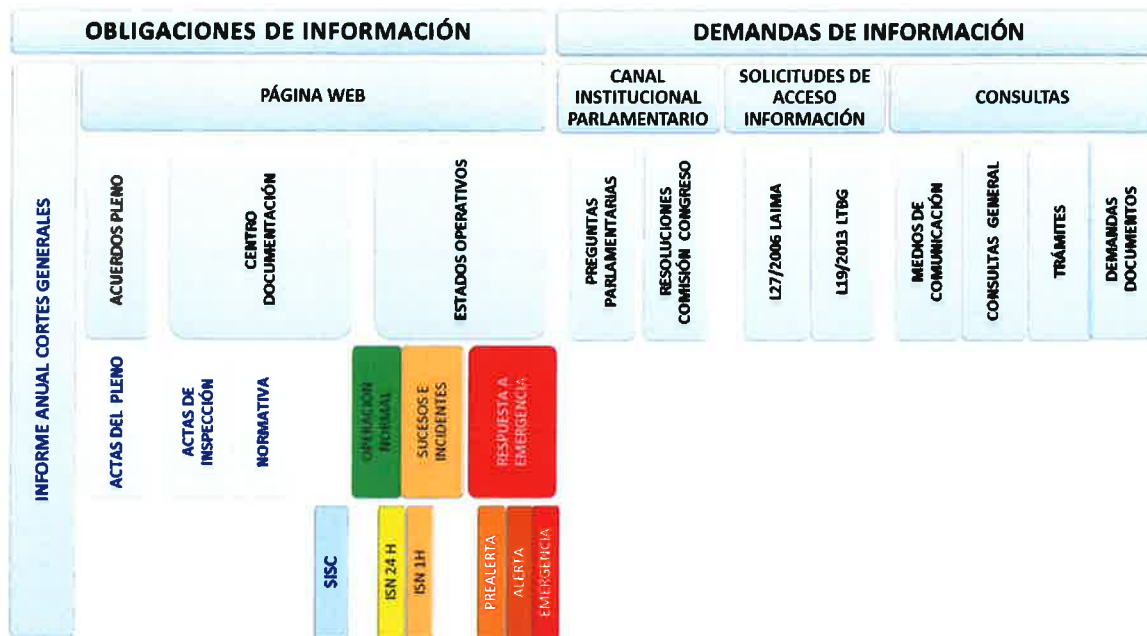 OBLIGACIONES DE INFORMACIÓN
DEMANDAS DE INFORMACIÓN
INFORME ANUAL CORTES GENERALES
PÁGINA WEB
CANAL
INSTITUCIONAL
PARLAMENTARIO
SOLICITUDES DE
ACCESO
INFORMACIÓN
CONSULTAS
ACUERDOS PLENO
CENTRO
DOCUMENTACIÓN
ESTADOS OPERATIVOS
PREGUNTAS
PARLAMENTARIAS
RESOLUCIONES
COMISIÓN CONGRESO
L27/2006 LAIMA
L19/2013 LTBG
MEDIOS DE
COMUNICACIÓN
CONSULTAS GENERAL
TRÁMITES
DEMANDAS
DOCUMENTOS
ACTAS DEL PLENO
ACTAS DE
INSPECCIÓN
NORMATIVA
OPERACIÓN
NORMAL
SUCESOS E
INCIDENTES
RESPUESTA A
EMERGENCIA
SISC
ISN 24 H
ISN 1H
PREALERTA
ALERTA
EMERGENCIA